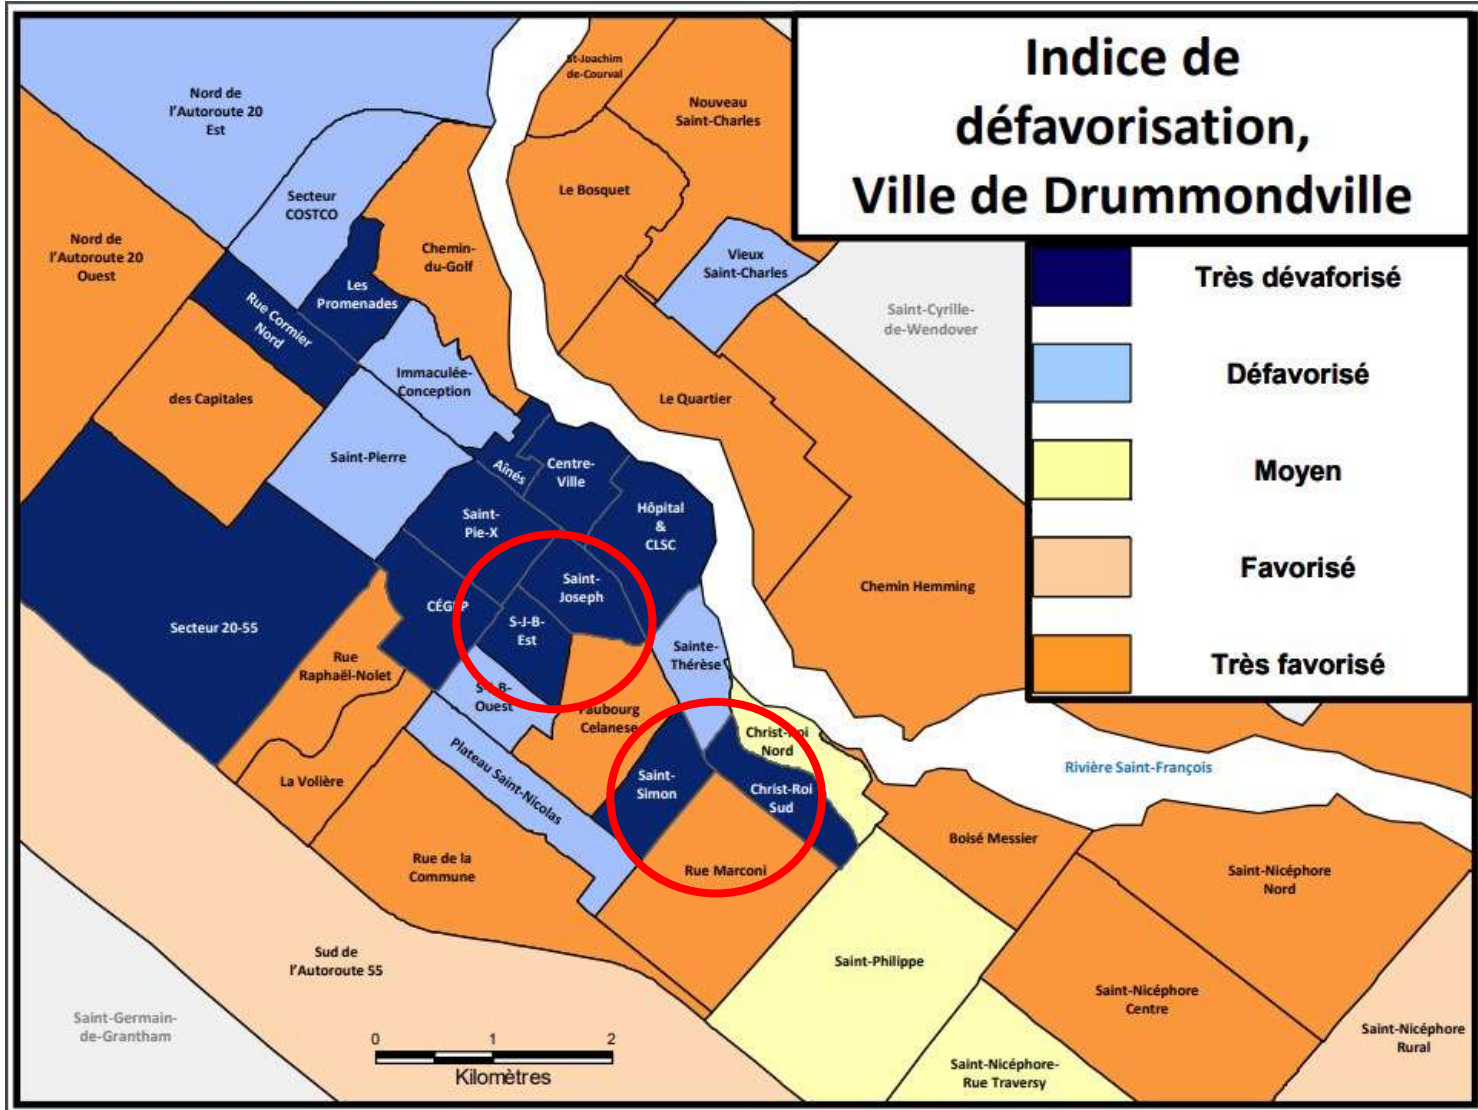 Indice de
défavorisation,
Ville de Drummondville
Très dévaforisé
Défavorisé
Moyen
Favorisé
Très favorisé
St-Joachim
de-Courval
Nord de
l'Autoroute 20
Est
Nouveau
Saint-Charles
Le Bosquet
Secteur
COSTCO
Nord de
l'Autoroute 20
Ouest
Chemin-
du-Golf
Vieux
Saint-Charles
Les
Promenades
Rue Cormier
Nord
Saint-Cyrille-
de-Wendover
Immaculée-
Conception
des Capitales
Le Quartier
Saint-Pierre
Aînés
Centre-
Ville
Saint-
Pie-X
Hôpital
&
CLSC
Saint-
Joseph
Chemin Hemming
CÉGEP
S-J-B-
Est
Secteur 20-55
Rue
Raphaël-Nolet
Sainte-
Thérèse
S-J-B-
Ouest
Faubourg
Celanese
Christ-Roi
Nord
Plateau Saint-Nicolas
La Volière
Saint-
Simon
Christ-Roi
Sud
Rivière Saint-François
Boisé Messier
Rue de la
Commune
Rue Marconi
Saint-Nicéphore
Nord
Sud de
l'Autoroute 55
Saint-Philippe
Saint-Nicéphore
Centre
Saint-Germain-
de-Grantham
Saint-Nicéphore
Rural
Saint-Nicéphore-
Rue Traversy
0 1 2
Kilomètres